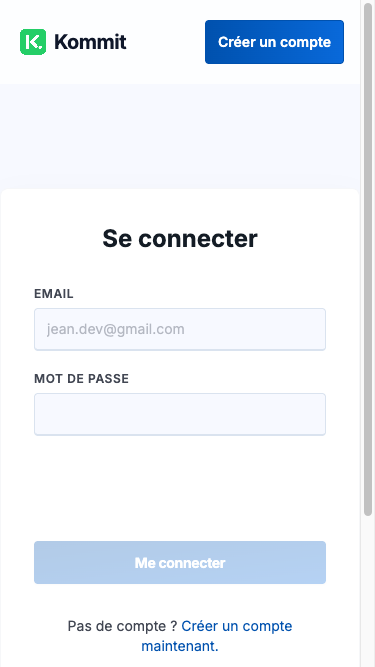 K.
Kommit
Créer un compte
Se connecter
EMAIL
jean.dev@gmail.com
MOT DE PASSE
Me connecter
Pas de compte ? Créer un compte
maintenant.